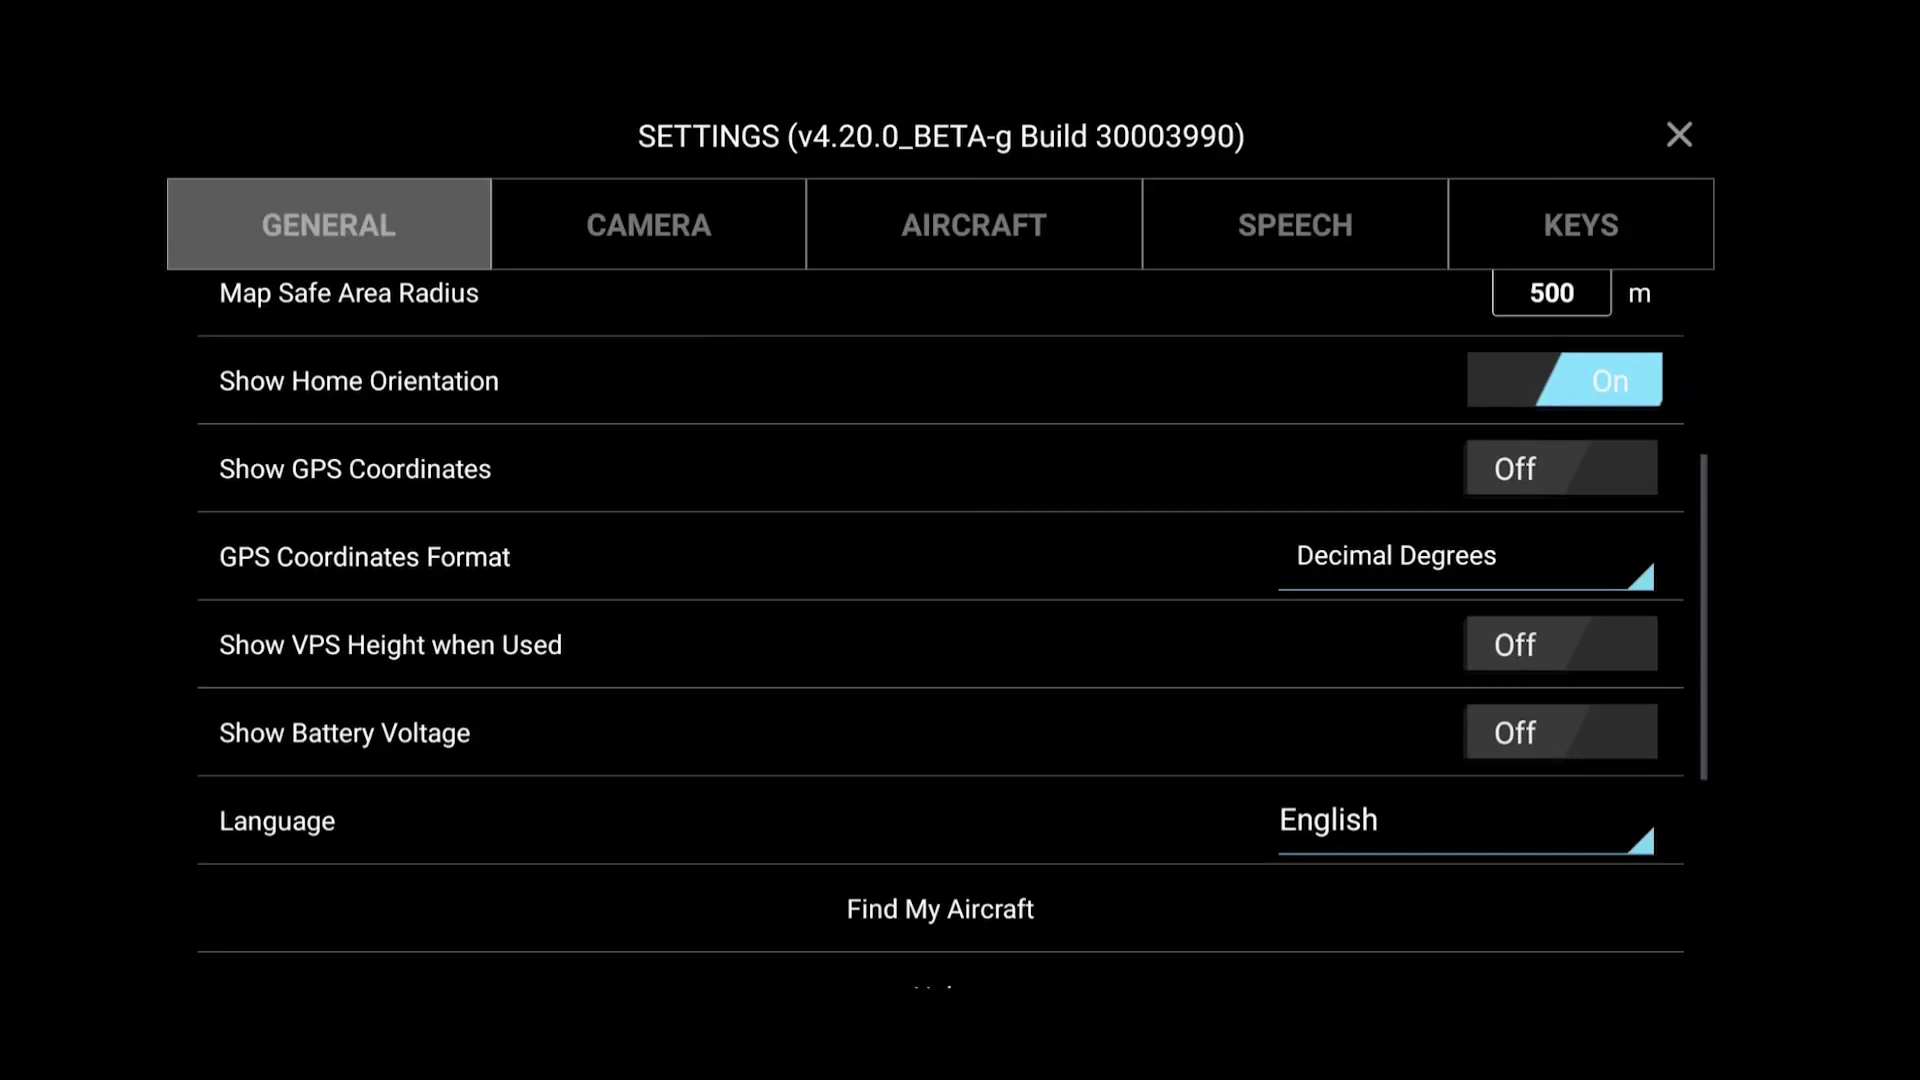 SETTINGS (v4.20.0_BETA-g Build 30003990)
GENERAL CAMERA AIRCRAFT SPEECH KEYS
Map Safe Area Radius 500 m
Show Home Orientation On
Show GPS Coordinates Off
GPS Coordinates Format Decimal Degrees
Show VPS Height when Used Off
Show Battery Voltage Off
Language English
Find My Aircraft